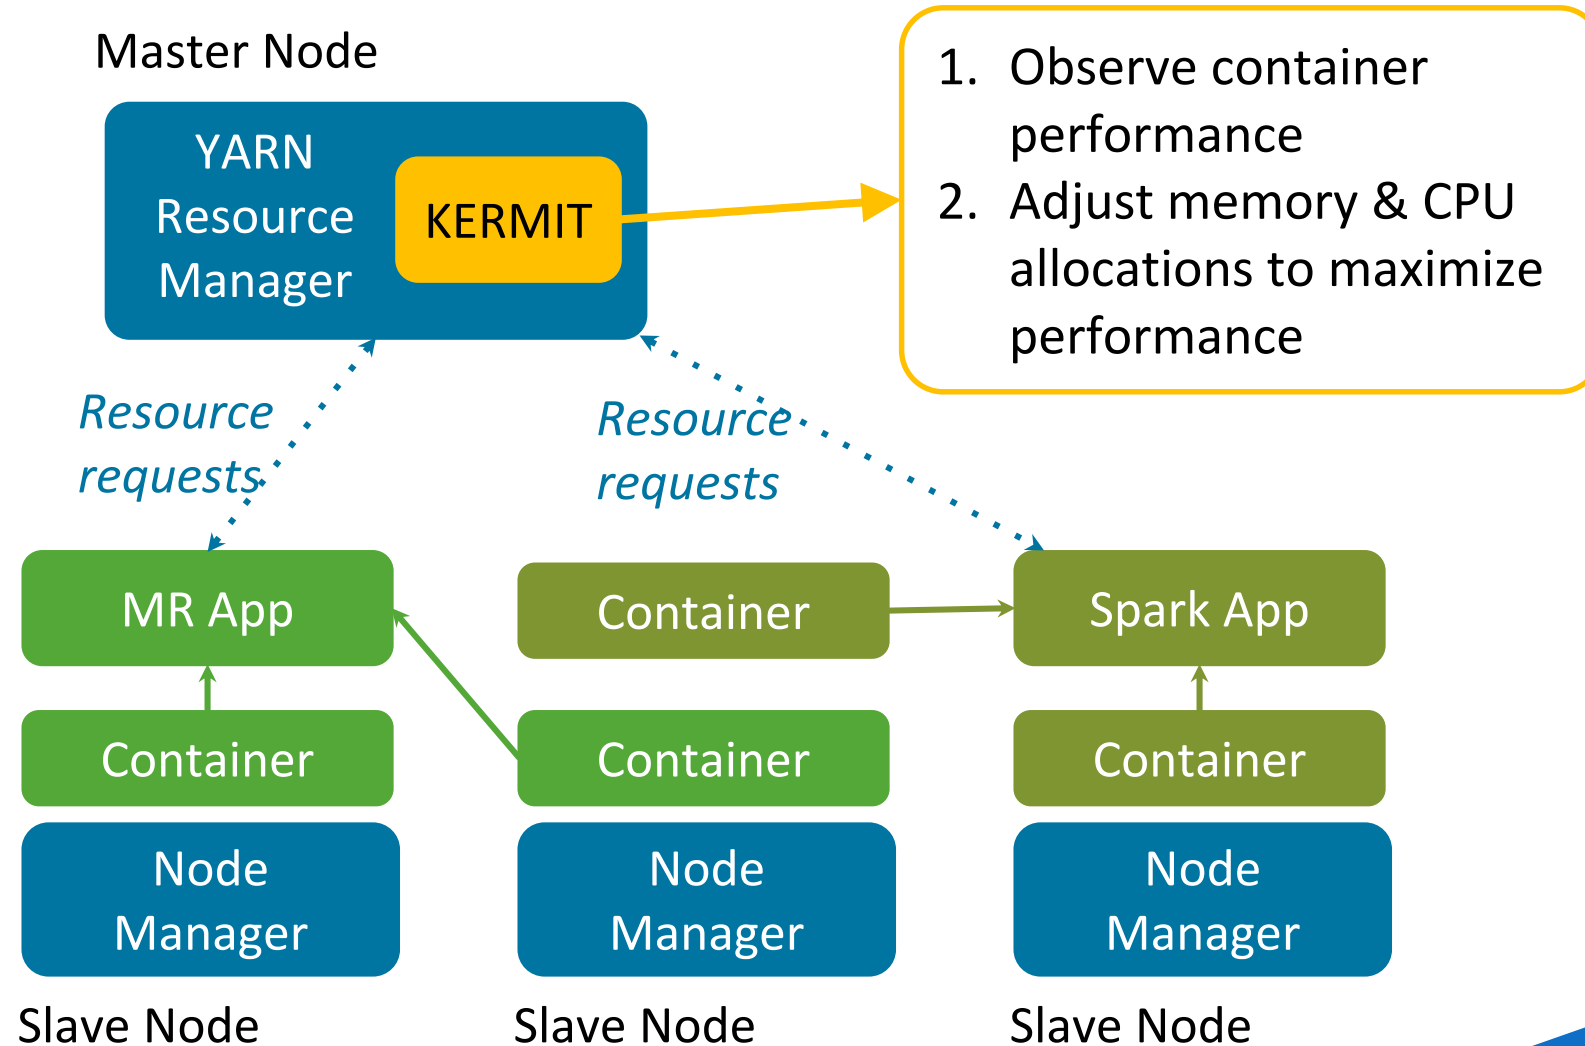 Master Node
YARN
Resource
Manager
KERMIT
1. Observe container
performance
2. Adjust memory & CPU
allocations to maximize
performance
Resource
requests
Resource
requests
MR App
Container
Spark App
Container
Container
Container
Node
Manager
Node
Manager
Node
Manager
Slave Node
Slave Node
Slave Node